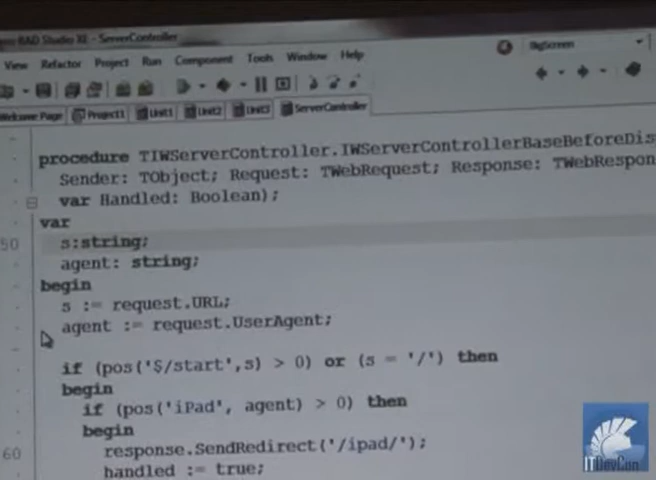 RAD Studio XE - ServerController
View Refactor Project Run Component Tools Window Help
BigScreen
Welcome Page Project1 Unit1 Unit2 Unit3 ServerController
procedure TIWServerController.IWServerControllerBaseBeforeDis
Sender: TObject; Request: TWebRequest; Response: TWebRespon
var Handled: Boolean);
var
50 s:string;
agent: string;
begin
s := request.URL;
agent := request.UserAgent;
if (pos('$/start',s) > 0) or (s = '/') then
begin
if (pos('iPad', agent) > 0) then
begin
60 response.SendRedirect('/ipad/');
handled := true;
ITDevCon